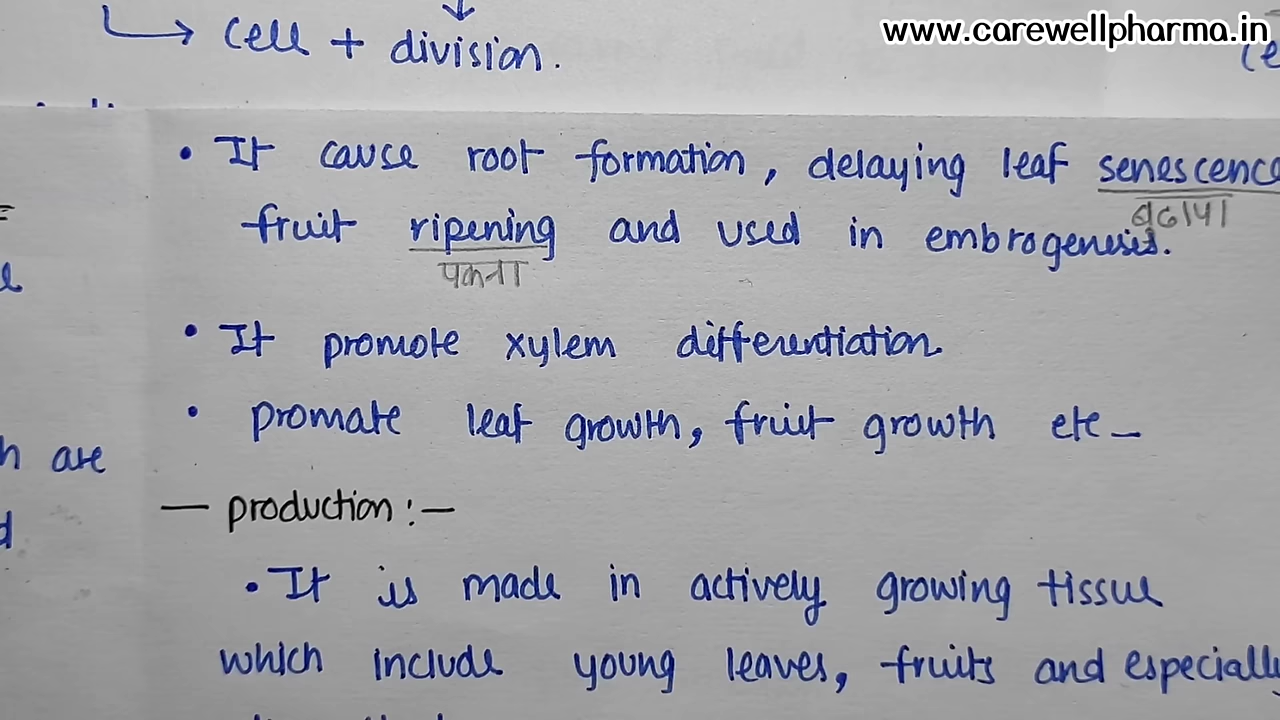 www.carewellpharma.in
↳ cell + division.
• It cause root formation, delaying leaf senescence
बुढापा
fruit ripening and used in embrogenesis.
पकना
• It promote xylem differentiation
• promate leaf growth, fruit growth etc _
h are
— production :—
• It is made in actively growing tissue
which include young leaves, fruits and especially